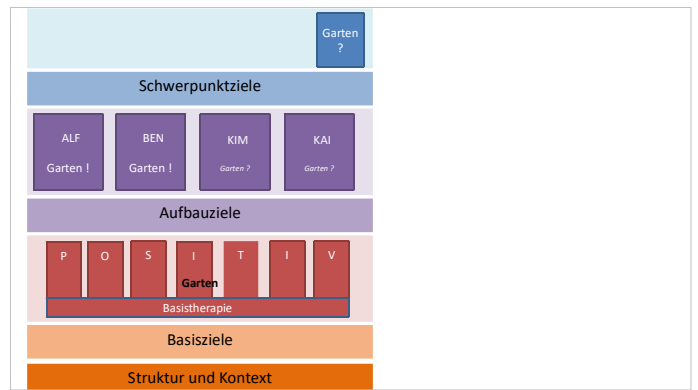 Garten
?
Schwerpunktziele
ALF
Garten !
BEN
Garten !
KIM
Garten ?
KAI
Garten ?
Aufbauziele
P O S I T I V
Garten
Basistherapie
Basisziele
Struktur und Kontext